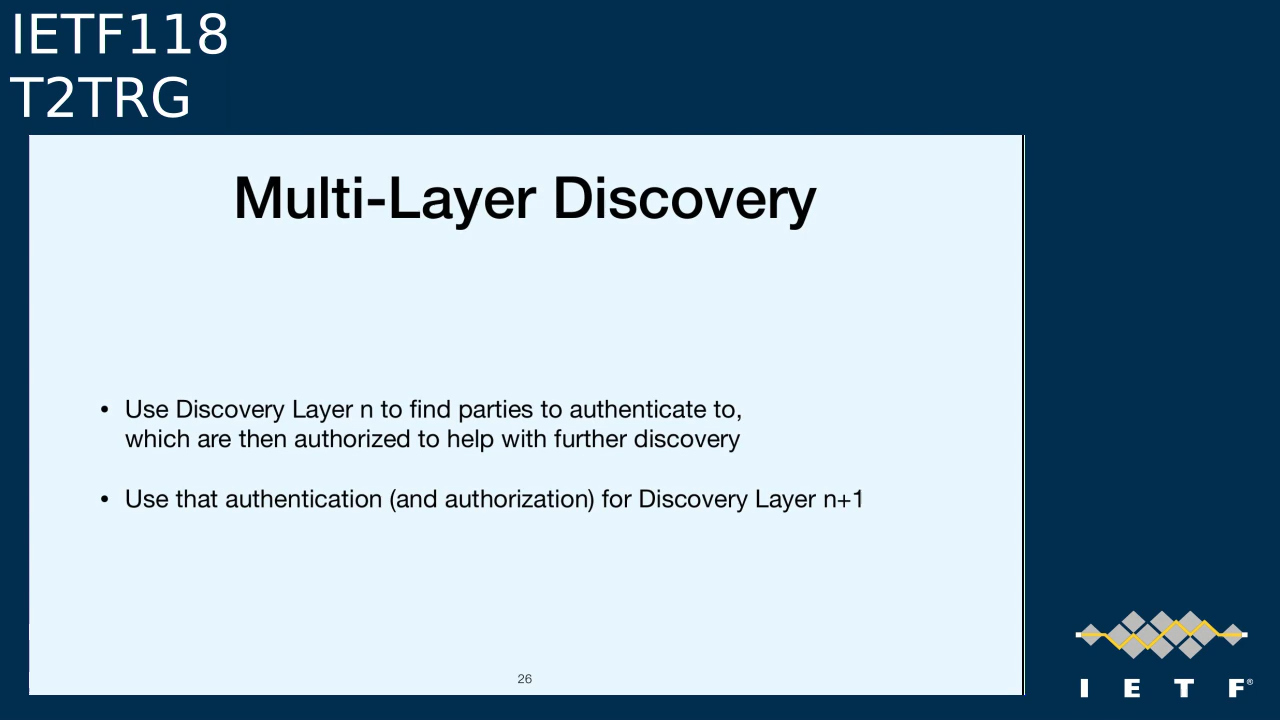 IETF118
T2TRG
Multi-Layer Discovery
• Use Discovery Layer n to find parties to authenticate to,
which are then authorized to help with further discovery
• Use that authentication (and authorization) for Discovery Layer n+1
26
I E T F®